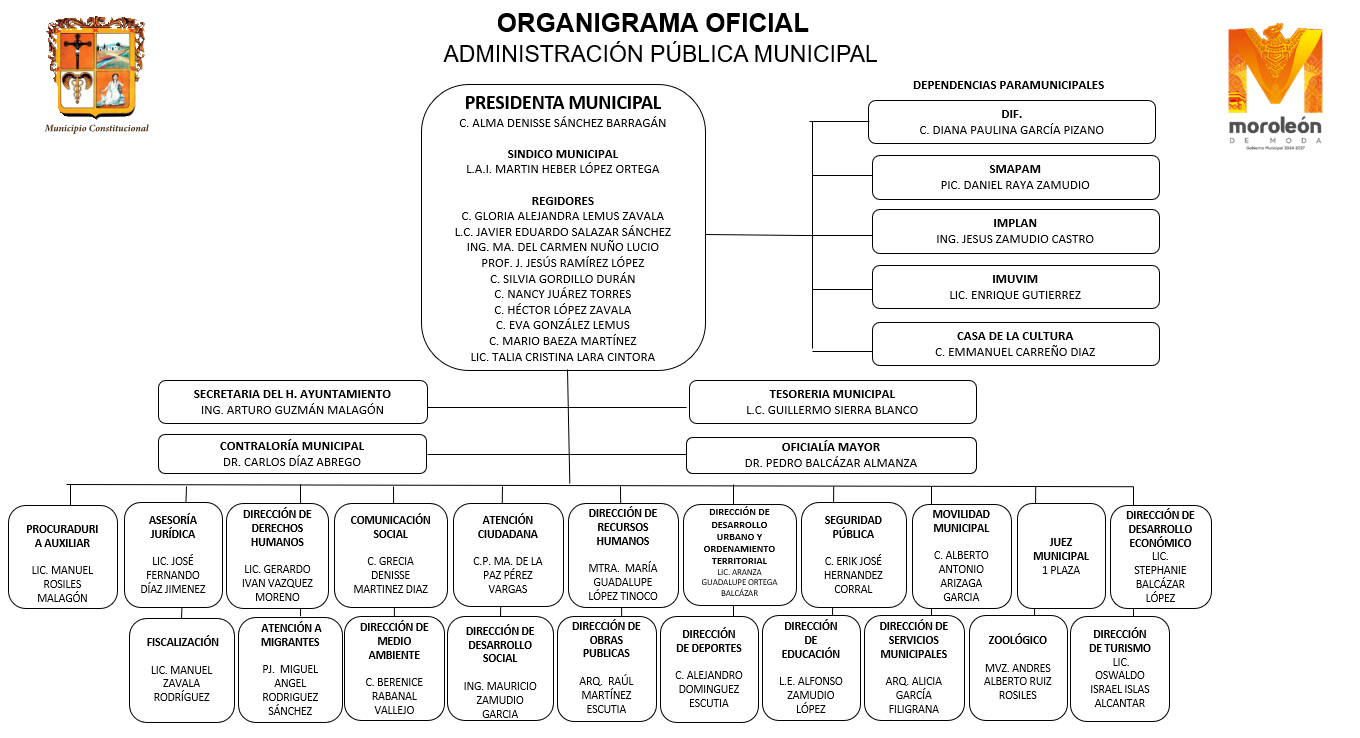 ORGANIGRAMA OFICIAL
ADMINISTRACIÓN PÚBLICA MUNICIPAL
Municipio Constitucional
moroleón
DE MODA
Gobierno Municipal 2024-2027
PRESIDENTA MUNICIPAL
C. ALMA DENISSE SÁNCHEZ BARRAGÁN
SINDICO MUNICIPAL
L.A.I. MARTIN HEBER LÓPEZ ORTEGA
REGIDORES
C. GLORIA ALEJANDRA LEMUS ZAVALA
L.C. JAVIER EDUARDO SALAZAR SÁNCHEZ
ING. MA. DEL CARMEN NUÑO LUCIO
PROF. J. JESÚS RAMÍREZ LÓPEZ
C. SILVIA GORDILLO DURÁN
C. NANCY JUÁREZ TORRES
C. HÉCTOR LÓPEZ ZAVALA
C. EVA GONZÁLEZ LEMUS
C. MARIO BAEZA MARTÍNEZ
LIC. TALIA CRISTINA LARA CINTORA
DEPENDENCIAS PARAMUNICIPALES
DIF.
C. DIANA PAULINA GARCÍA PIZANO
SMAPAM
PIC. DANIEL RAYA ZAMUDIO
IMPLAN
ING. JESUS ZAMUDIO CASTRO
IMUVIM
LIC. ENRIQUE GUTIERREZ
CASA DE LA CULTURA
C. EMMANUEL CARREÑO DIAZ
SECRETARIA DEL H. AYUNTAMIENTO
ING. ARTURO GUZMÁN MALAGÓN
TESORERIA MUNICIPAL
L.C. GUILLERMO SIERRA BLANCO
CONTRALORÍA MUNICIPAL
DR. CARLOS DÍAZ ABREGO
OFICIALÍA MAYOR
DR. PEDRO BALCÁZAR ALMANZA
PROCURADURI
A AUXILIAR
LIC. MANUEL
ROSILES
MALAGÓN
ASESORÍA
JURÍDICA
LIC. JOSÉ
FERNANDO
DÍAZ JIMENEZ
DIRECCIÓN DE
DERECHOS
HUMANOS
LIC. GERARDO
IVAN VAZQUEZ
MORENO
COMUNICACIÓN
SOCIAL
C. GRECIA
DENISSE
MARTINEZ DIAZ
ATENCIÓN
CIUDADANA
C.P. MA. DE LA
PAZ PÉREZ
VARGAS
DIRECCIÓN DE
RECURSOS
HUMANOS
MTRA. MARÍA
GUADALUPE
LÓPEZ TINOCO
DIRECCIÓN DE
DESARROLLO
URBANO Y
ORDENAMIENTO
TERRITORIAL
LIC. ARANZA
GUADALUPE ORTEGA
BALCÁZAR
SEGURIDAD
PÚBLICA
C. ERIK JOSÉ
HERNANDEZ
CORRAL
MOVILIDAD
MUNICIPAL
C. ALBERTO
ANTONIO
ARIZAGA
GARCIA
JUEZ
MUNICIPAL
1 PLAZA
DIRECCIÓN DE
DESARROLLO
ECONÓMICO
LIC.
STEPHANIE
BALCÁZAR
LÓPEZ
FISCALIZACIÓN
LIC. MANUEL
ZAVALA
RODRÍGUEZ
ATENCIÓN A
MIGRANTES
PJ. MIGUEL
ANGEL
RODRIGUEZ
SÁNCHEZ
DIRECCIÓN DE
MEDIO
AMBIENTE
C. BERENICE
RABANAL
VALLEJO
DIRECCIÓN DE
DESARROLLO
SOCIAL
ING. MAURICIO
ZAMUDIO
GARCIA
DIRECCIÓN DE
OBRAS
PUBLICAS
ARQ. RAÚL
MARTÍNEZ
ESCUTIA
DIRECCIÓN
DE DEPORTES
C. ALEJANDRO
DOMINGUEZ
ESCUTIA
DIRECCIÓN
DE
EDUCACIÓN
L.E. ALFONSO
ZAMUDIO
LÓPEZ
DIRECCIÓN DE
SERVICIOS
MUNICIPALES
ARQ. ALICIA
GARCÍA
FILIGRANA
ZOOLÓGICO
MVZ. ANDRES
ALBERTO RUIZ
ROSILES
DIRECCIÓN
DE TURISMO
LIC.
OSWALDO
ISRAEL ISLAS
ALCANTAR